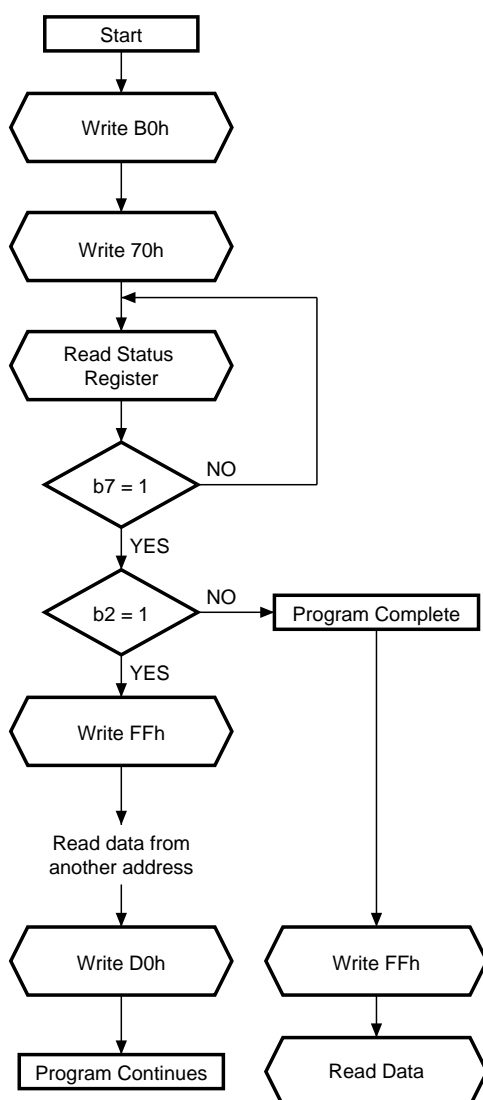 Start
Write B0h
Write 70h
Read Status
Register
NO
b7 = 1
YES
NO
b2 = 1
Program Complete
YES
Write FFh
Read data from
another address
Write D0h
Write FFh
Program Continues
Read Data